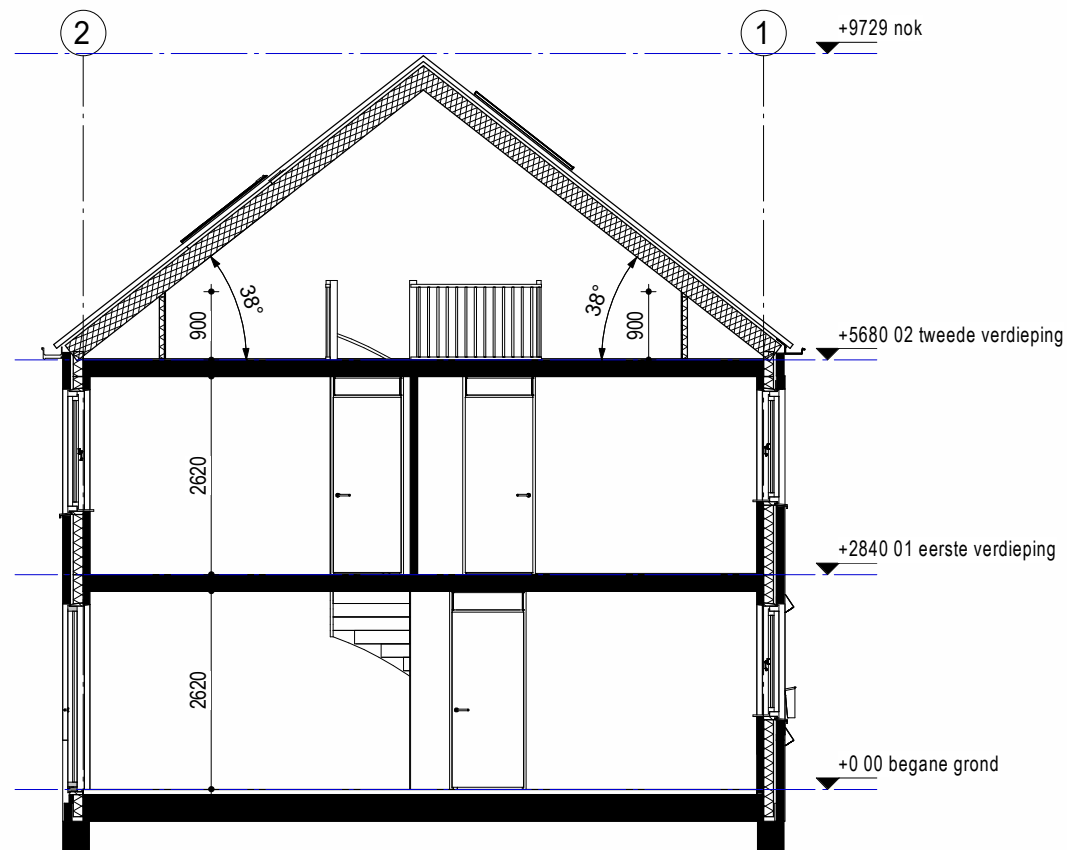 2
1
+9729 nok
38°
38°
900
900
+5680 02 tweede verdieping
2620
+2840 01 eerste verdieping
2620
+0 00 begane grond